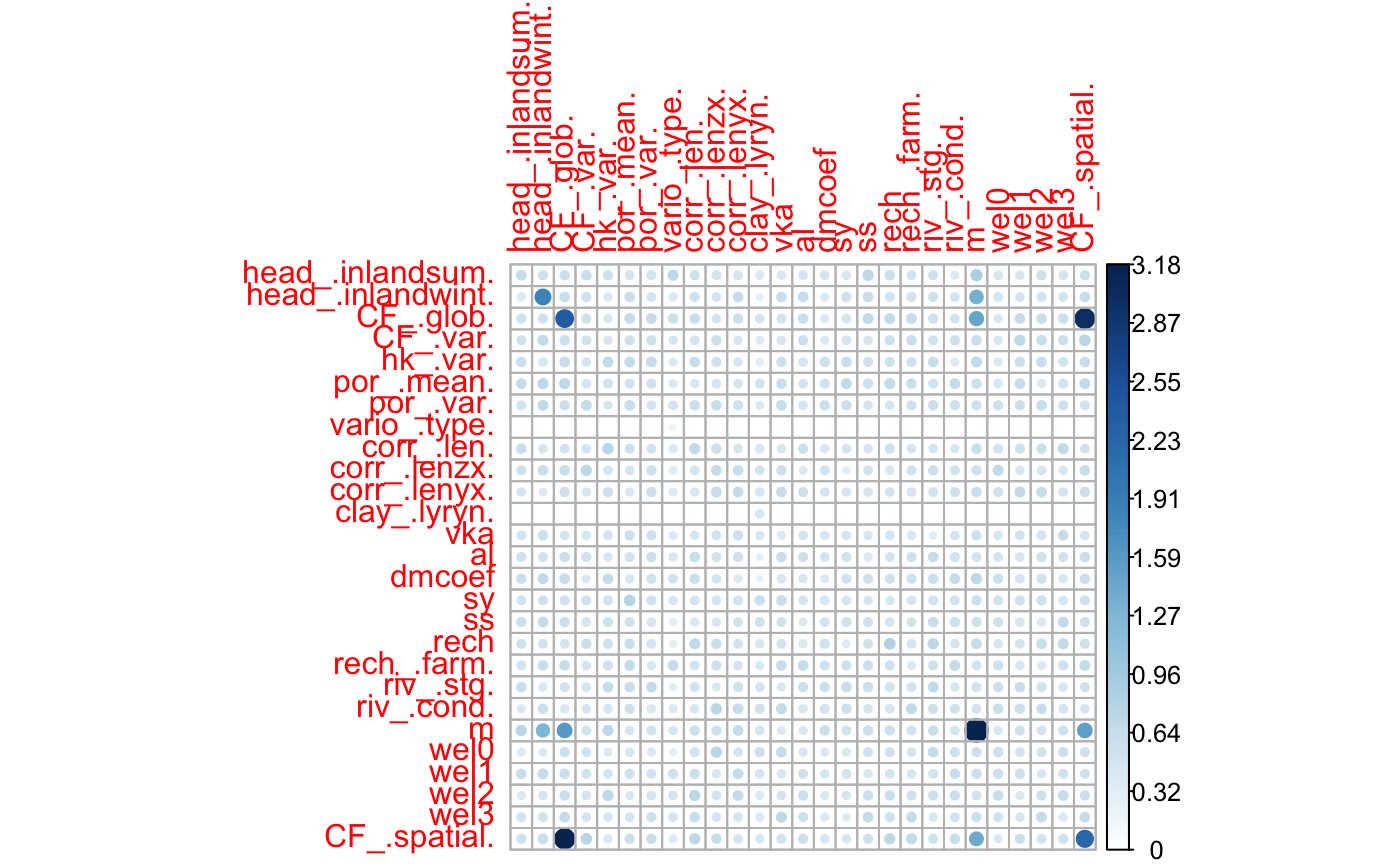 head_.inlandsum.
head_.inlandwint.
CF_.glob.
CF_.var.
hk_.var.
por_.mean.
por_.var.
vario_.type.
corr_.len.
corr_.lenzx.
corr_.lenyx.
clay_.lyryn.
vka
al
dmcoef
sy
ss
rech
rech_.farm.
riv_.stg.
riv_.cond.
m
wel0
wel1
wel2
wel3
CF_.spatial.
head_.inlandsum.
head_.inlandwint.
CF_.glob.
CF_.var.
hk_.var.
por_.mean.
por_.var.
vario_.type.
corr_.len.
corr_.lenzx.
corr_.lenyx.
clay_.lyryn.
vka
al
dmcoef
sy
ss
rech
rech_.farm.
riv_.stg.
riv_.cond.
m
wel0
wel1
wel2
wel3
CF_.spatial.
3.18
2.87
2.55
2.23
1.91
1.59
1.27
0.96
0.64
0.32
0